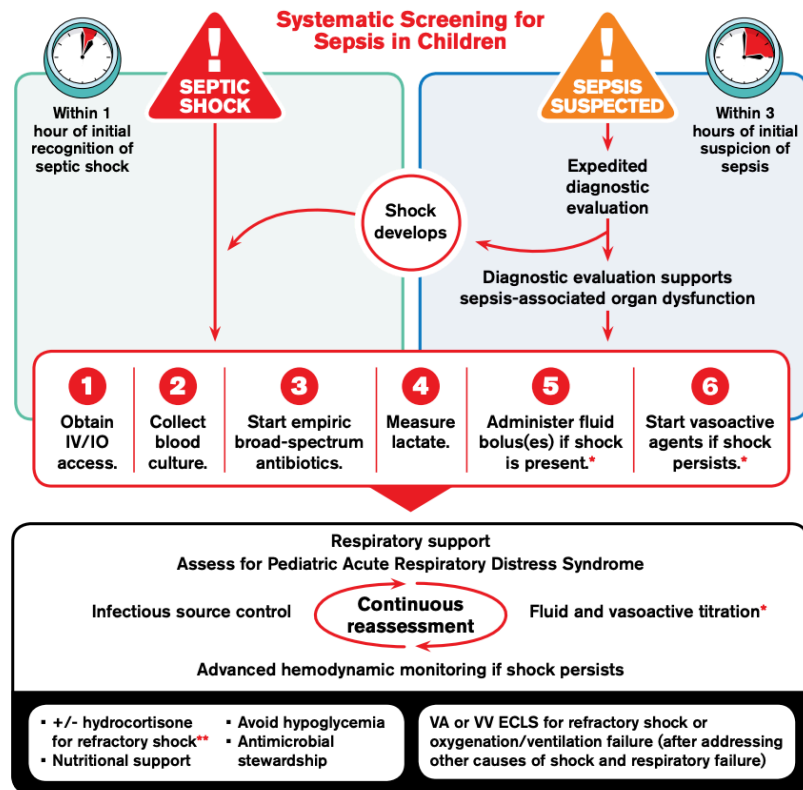 Systematic Screening for
Sepsis in Children
!
SEPTIC
SHOCK
!
SEPSIS
SUSPECTED
Within 1
hour of initial
recognition of
septic shock
Within 3
hours of initial
suspicion of
sepsis
Expedited
diagnostic
evaluation
Shock
develops
Diagnostic evaluation supports
sepsis-associated organ dysfunction
1
Obtain
IV/IO
access.
2
Collect
blood
culture.
3
Start empiric
broad-spectrum
antibiotics.
4
Measure
lactate.
5
Administer fluid
bolus(es) if shock
is present.*
6
Start vasoactive
agents if shock
persists.*
Respiratory support
Assess for Pediatric Acute Respiratory Distress Syndrome
Infectious source control
Continuous
reassessment
Fluid and vasoactive titration*
Advanced hemodynamic monitoring if shock persists
▪ +/- hydrocortisone
for refractory shock**
▪ Nutritional support
▪ Avoid hypoglycemia
▪ Antimicrobial
stewardship
VA or VV ECLS for refractory shock or
oxygenation/ventilation failure (after addressing
other causes of shock and respiratory failure)